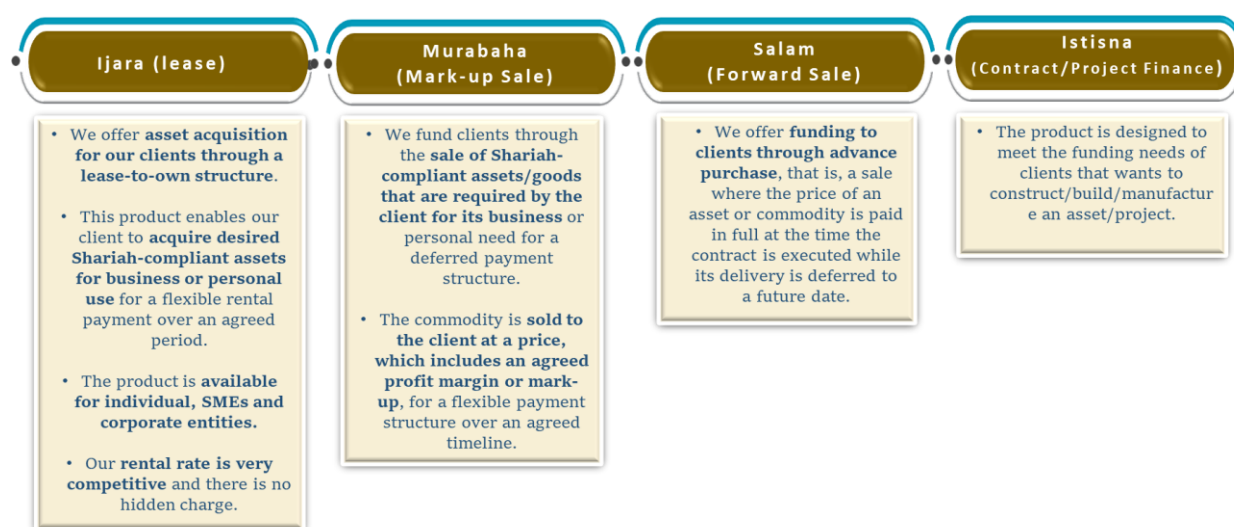 Ijara (lease)
• We offer asset acquisition
for our clients through a
lease-to-own structure.
• This product enables our
client to acquire desired
Shariah-compliant assets
for business or personal
use for a flexible rental
payment over an agreed
period.
• The product is available
for individual, SMEs and
corporate entities.
• Our rental rate is very
competitive and there is no
hidden charge.
Murabaha
(Mark-up Sale)
• We fund clients through
the sale of Shariah-
compliant assets/goods
that are required by the
client for its business or
personal need for a
deferred payment
structure.
• The commodity is sold to
the client at a price,
which includes an agreed
profit margin or mark-
up, for a flexible payment
structure over an agreed
timeline.
Salam
(Forward Sale)
• We offer funding to
clients through advance
purchase, that is, a sale
where the price of an
asset or commodity is paid
in full at the time the
contract is executed while
its delivery is deferred to
a future date.
Istisna
(Contract/Project Finance)
• The product is designed to
meet the funding needs of
clients that wants to
construct/build/manufactur
e an asset/project.